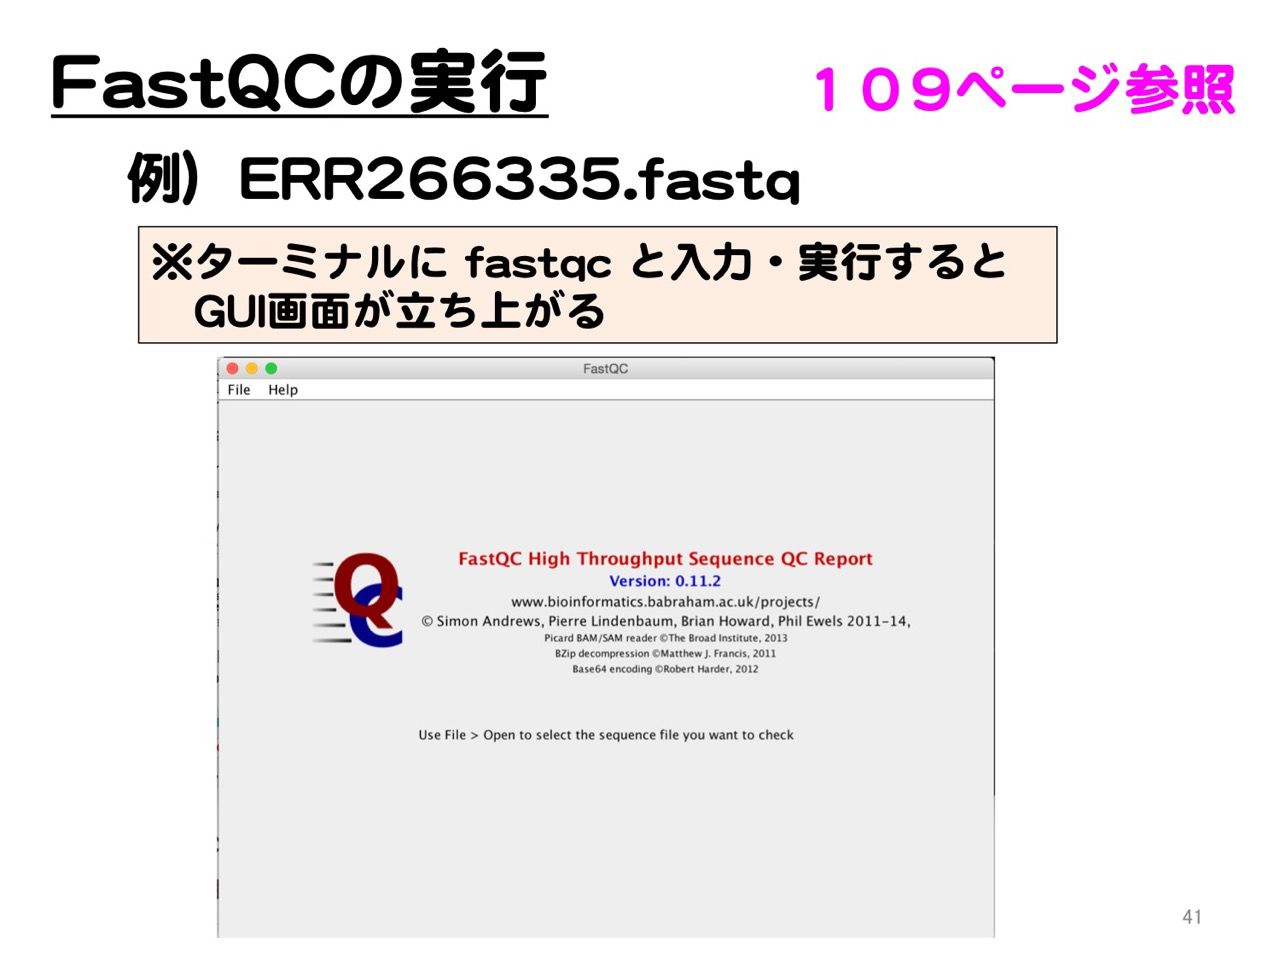 FastQCの実行
109ページ参照
例） ERR266335.fastq
※ターミナルに fastqc と入力・実行すると
GUI画面が立ち上がる
FastQC
File Help
FastQC High Throughput Sequence QC Report
Version: 0.11.2
www.bioinformatics.babraham.ac.uk/projects/
© Simon Andrews, Pierre Lindenbaum, Brian Howard, Phil Ewels 2011-14,
Picard BAM/SAM reader ©The Broad Institute, 2013
BZip decompression ©Matthew J. Francis, 2011
Base64 encoding ©Robert Harder, 2012
Use File > Open to select the sequence file you want to check
41